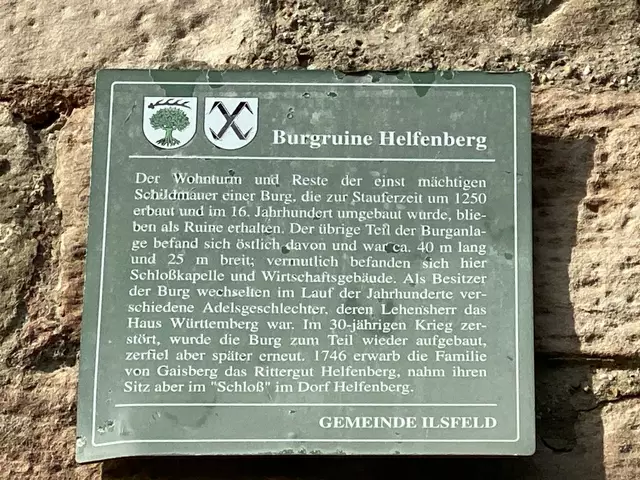 Burgruine Helfenberg
Der Wohnturm und Reste der einst mächtigen
Schildmauer einer Burg, die zur Stauferzeit um 1250
erbaut und im 16. Jahrhundert umgebaut wurde, blie-
ben als Ruine erhalten. Der übrige Teil der Burganla-
ge befand sich östlich davon und war ca. 40 m lang
und 25 m breit; vermutlich befanden sich hier
Schloßkapelle und Wirtschaftsgebäude. Als Besitzer
der Burg wechselten im Lauf der Jahrhunderte ver-
schiedene Adelsgeschlechter, deren Lehensherr das
Haus Württemberg war. Im 30-jährigen Krieg zer-
stört, wurde die Burg zum Teil wieder aufgebaut,
zerfiel aber später erneut. 1746 erwarb die Familie
von Gaisberg das Rittergut Helfenberg, nahm ihren
Sitz aber im "Schloß" im Dorf Helfenberg.
GEMEINDE ILSFELD